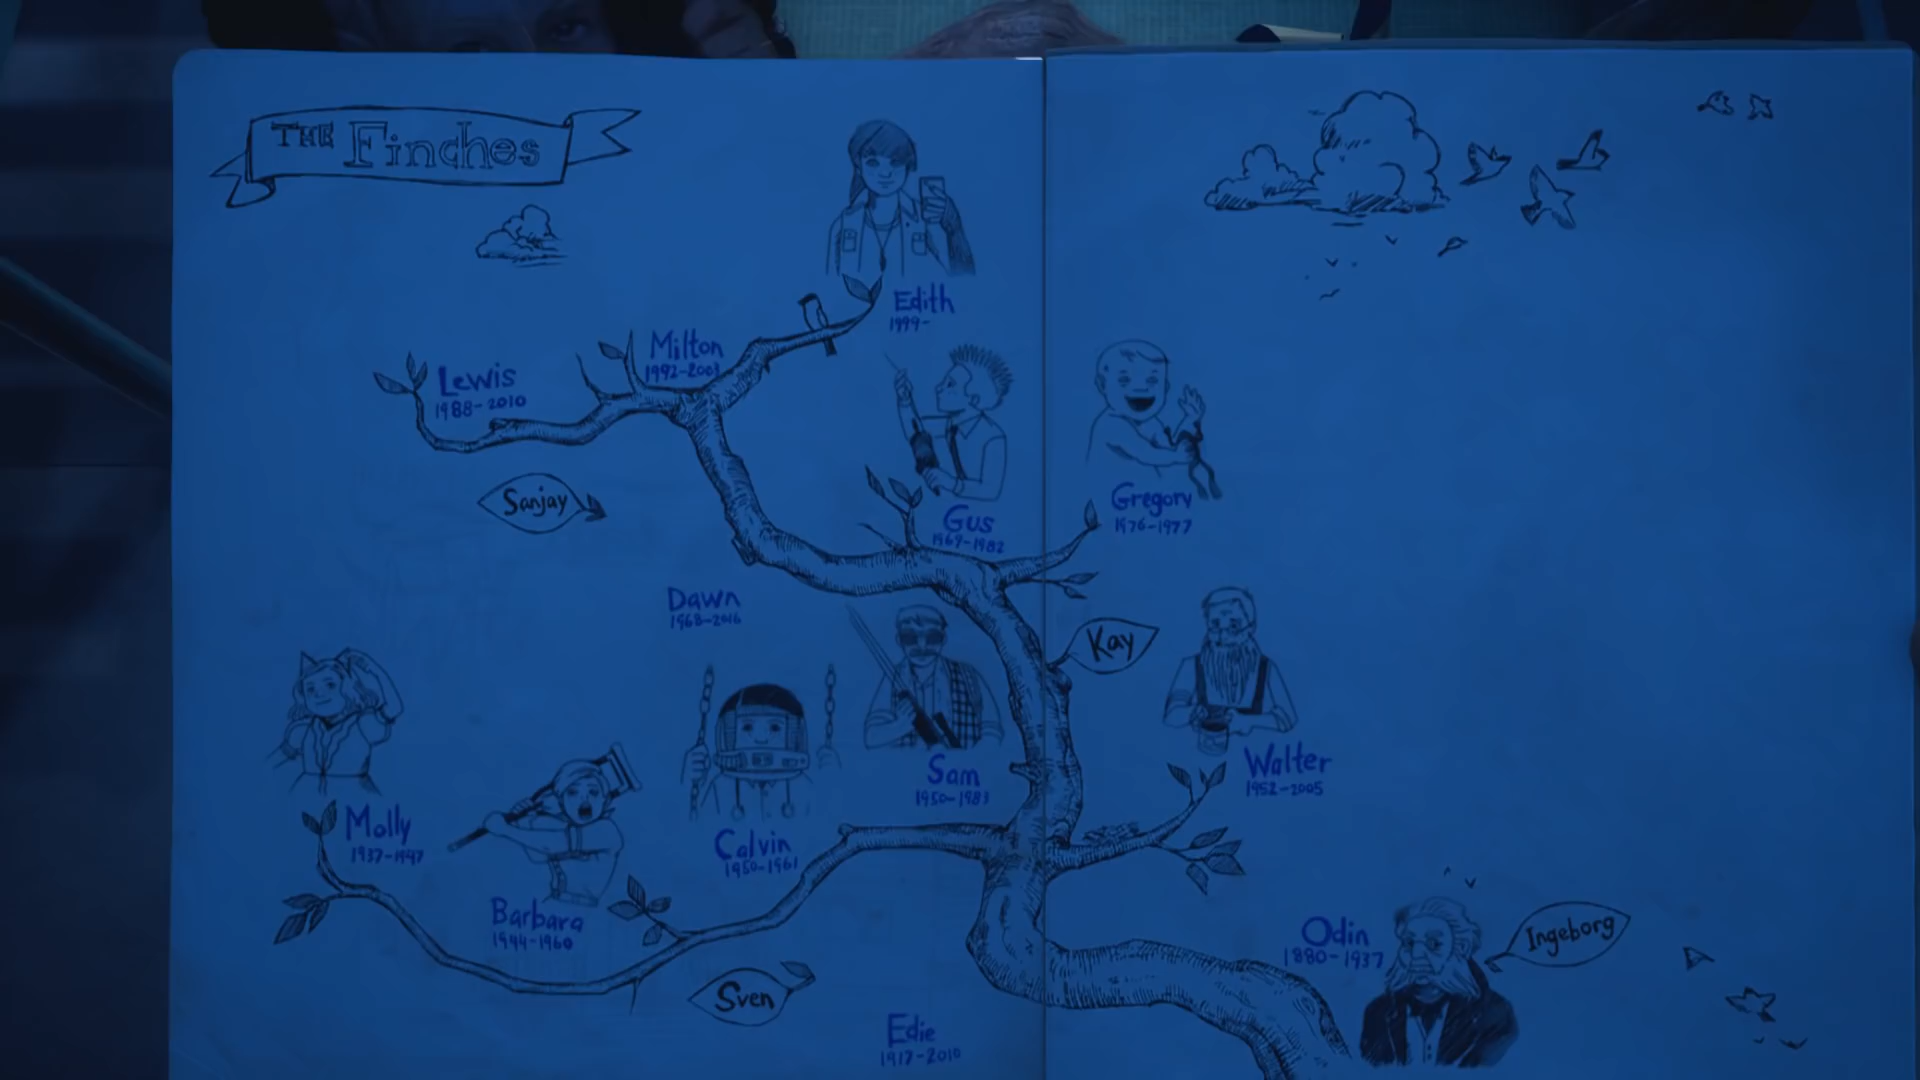 THE Finches
Edith
1999-
Milton
1992-2003
Lewis
1988-2010
Sanjay
Gus
1969-1982
Gregory
1976-1977
Dawn
1968-2016
Kay
Sam
1950-1983
Walter
1952-2005
Molly
1937-1947
Calvin
1950-1961
Barbara
1944-1960
Odin
1880-1937
Ingeborg
Sven
Edie
1917-2010